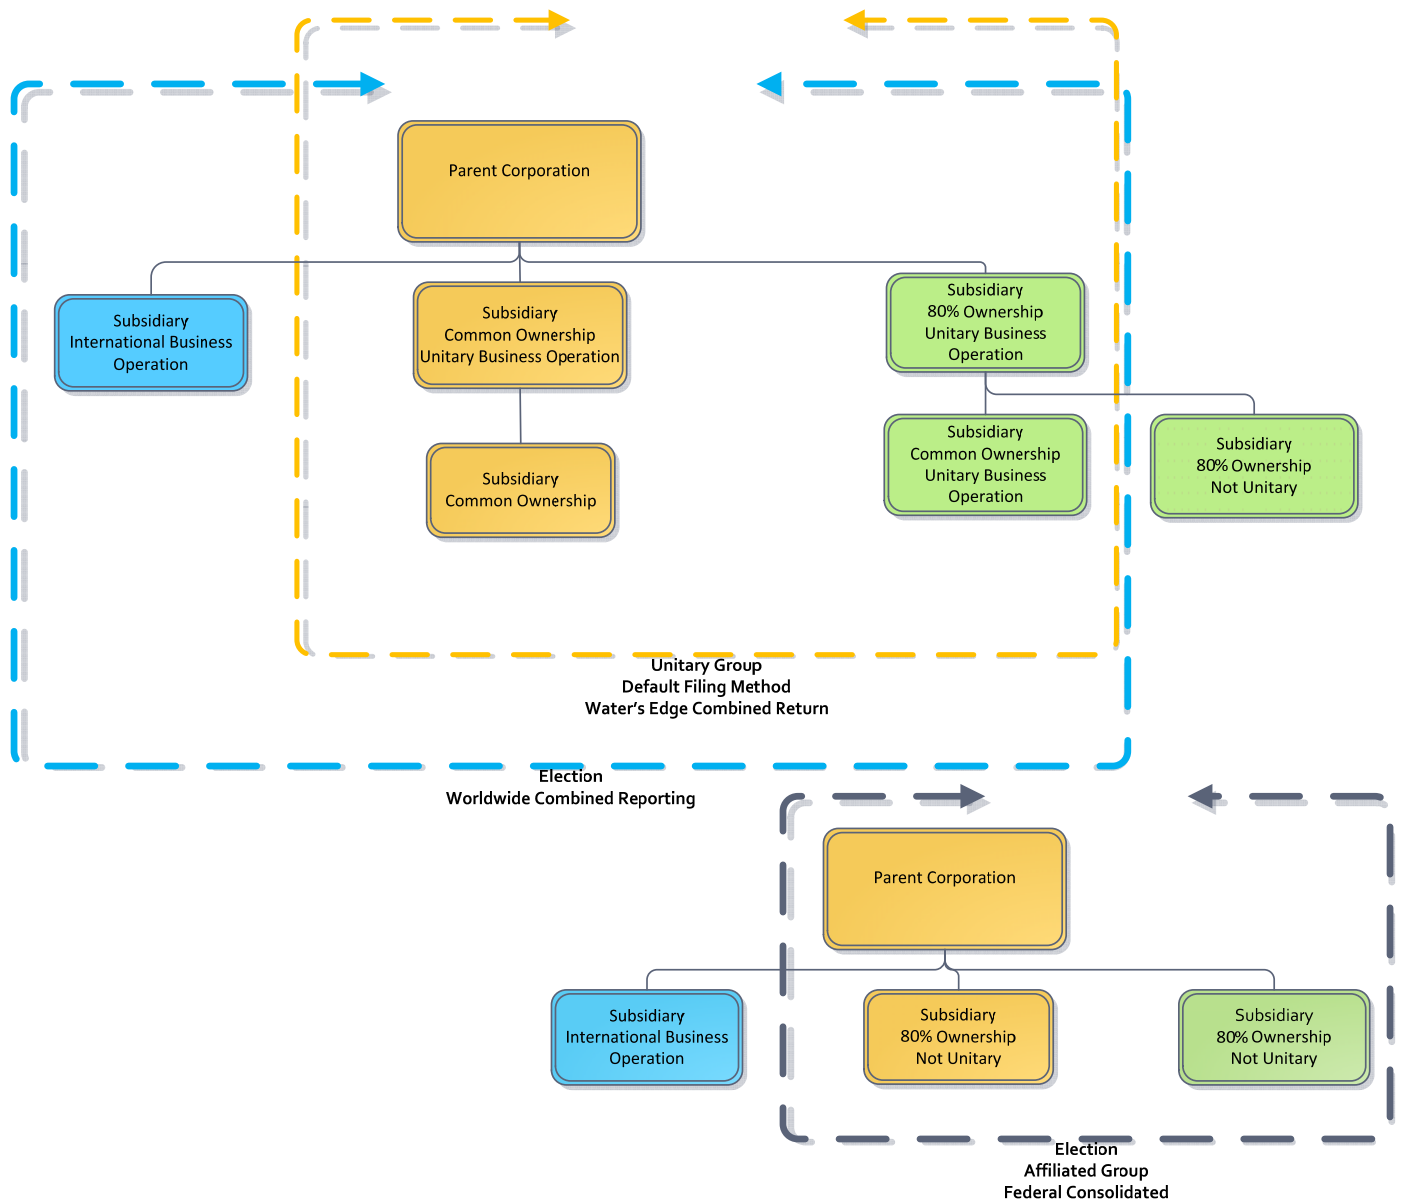 Parent Corporation
Subsidiary
International Business
Operation
Subsidiary
Common Ownership
Unitary Business Operation
Subsidiary
80% Ownership
Unitary Business
Operation
Subsidiary
Common Ownership
Subsidiary
Common Ownership
Unitary Business
Operation
Subsidiary
80% Ownership
Not Unitary
Unitary Group
Default Filing Method
Water’s Edge Combined Return
Election
Worldwide Combined Reporting
Parent Corporation
Subsidiary
International Business
Operation
Subsidiary
80% Ownership
Not Unitary
Subsidiary
80% Ownership
Not Unitary
Election
Affiliated Group
Federal Consolidated